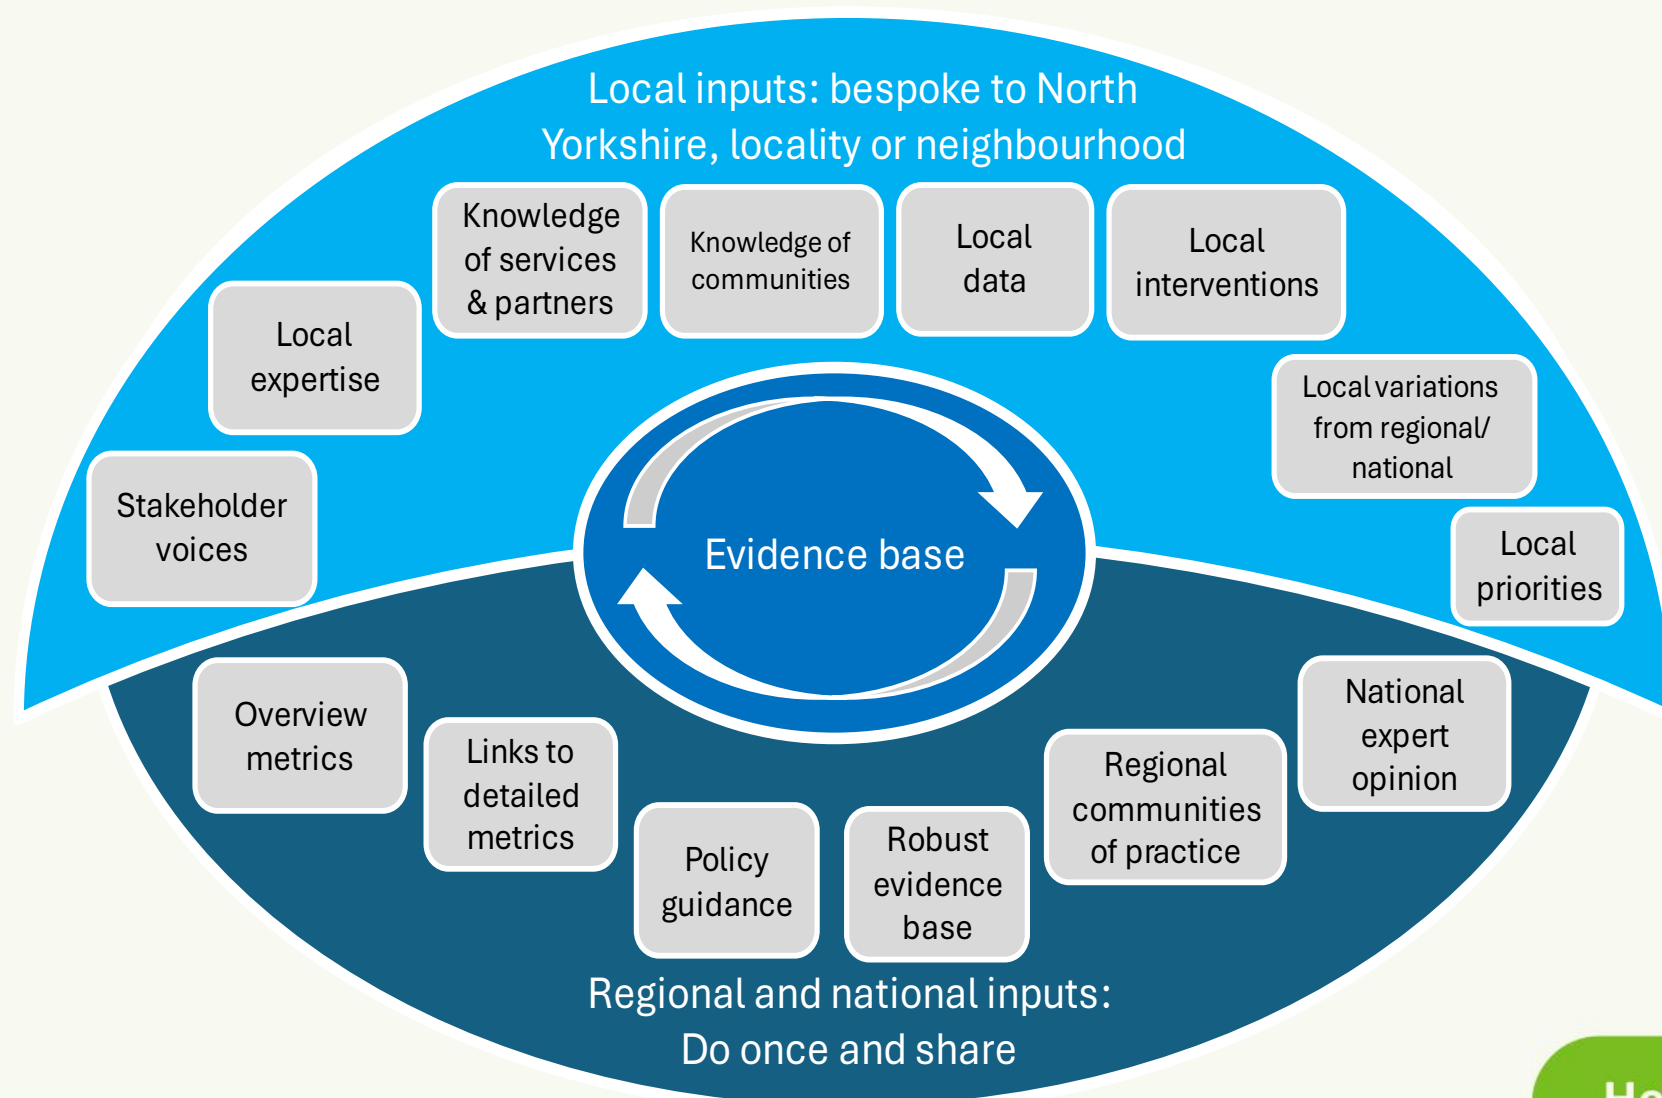 Local inputs: bespoke to North
Yorkshire, locality or neighbourhood
Knowledge
of services
& partners
Knowledge of
communities
Local
data
Local
interventions
Local
expertise
Local variations
from regional/
national
Stakeholder
voices
Local
priorities
Evidence base
Overview
metrics
Links to
detailed
metrics
Policy
guidance
Robust
evidence
base
Regional
communities
of practice
National
expert
opinion
Regional and national inputs:
Do once and share